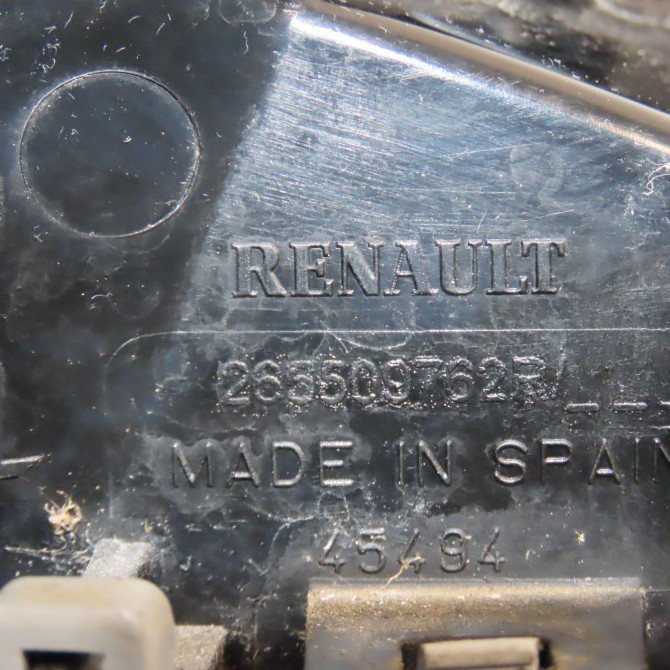 RENAULT
265509762R/_ _ _
MADE IN SPAIN
45494